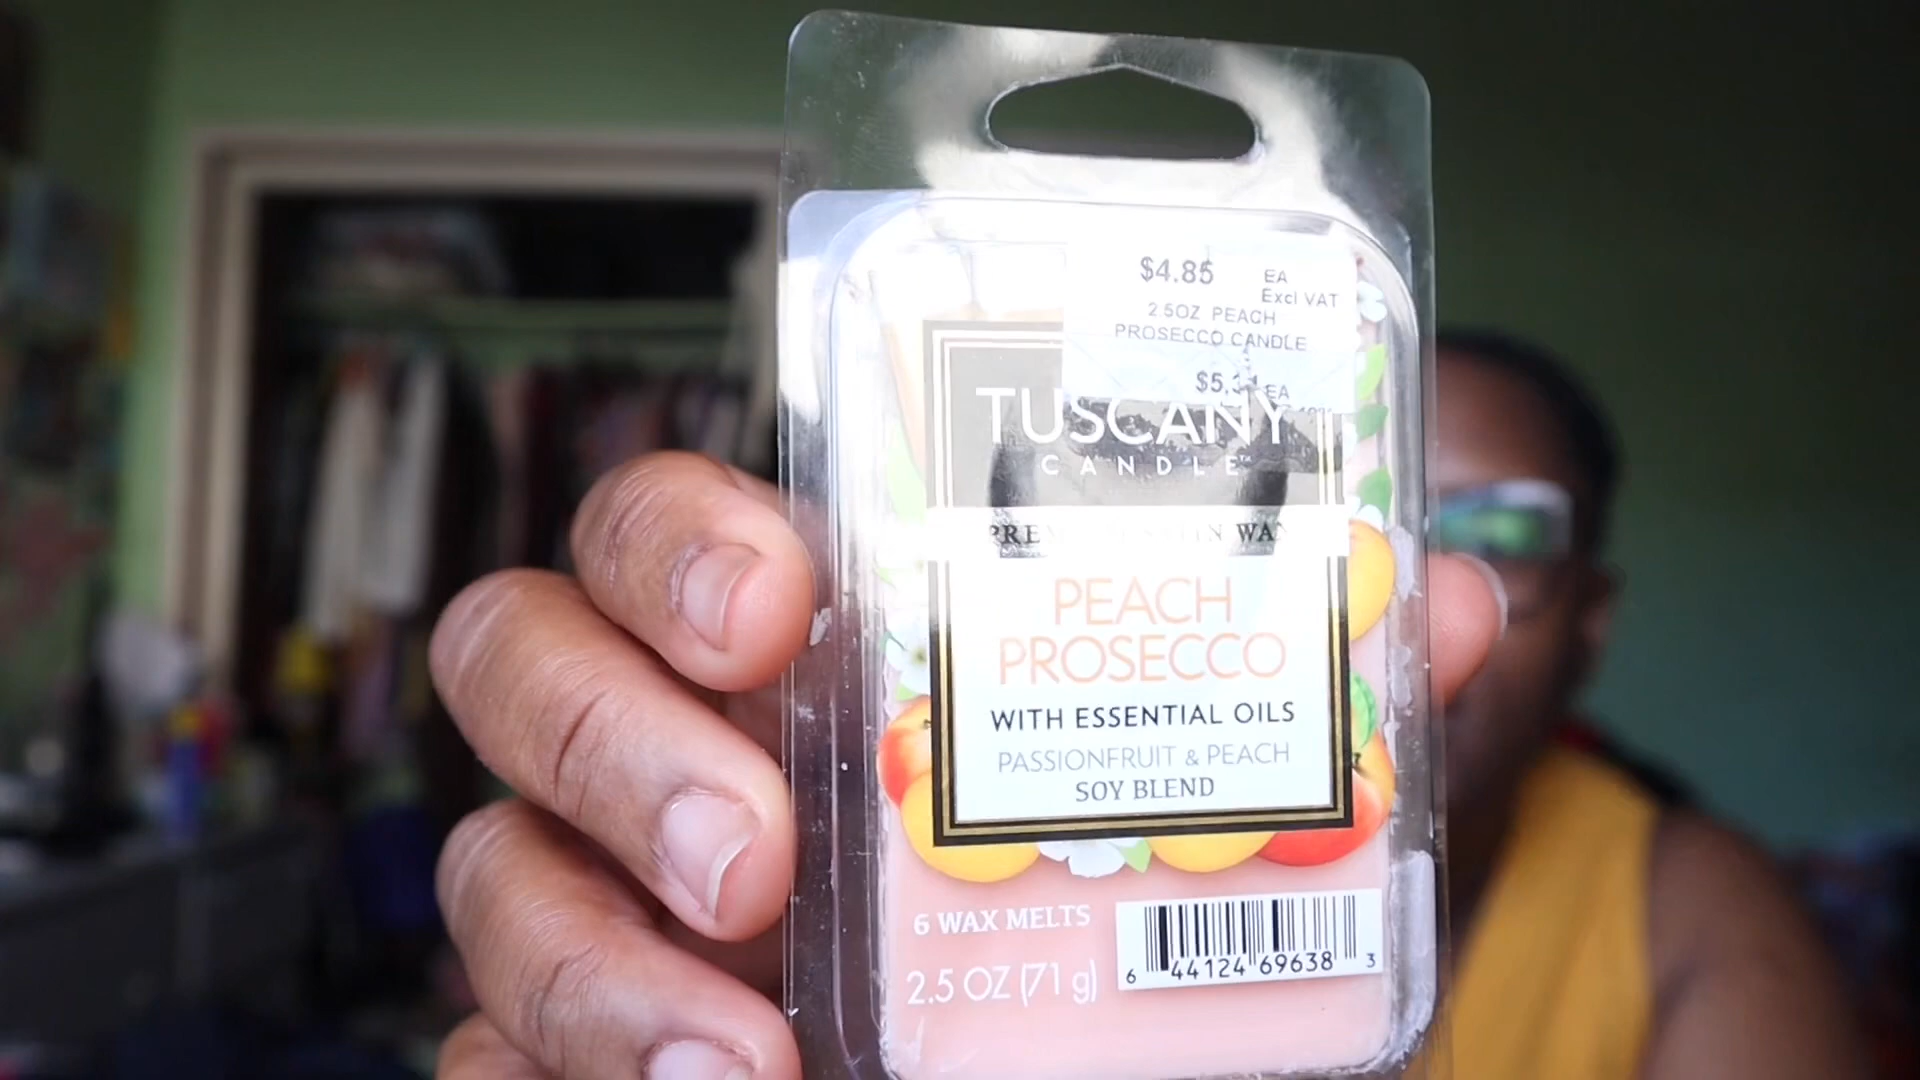 $4.85 EA
Excl VAT
2.5OZ PEACH
PROSECCO CANDLE
EA
TUSCANY
CANDLE™
PEACH
PROSECCO
WITH ESSENTIAL OILS
PASSIONFRUIT & PEACH
SOY BLEND
6 WAX MELTS
2.5 OZ (71 g)
6 44124 69638 3